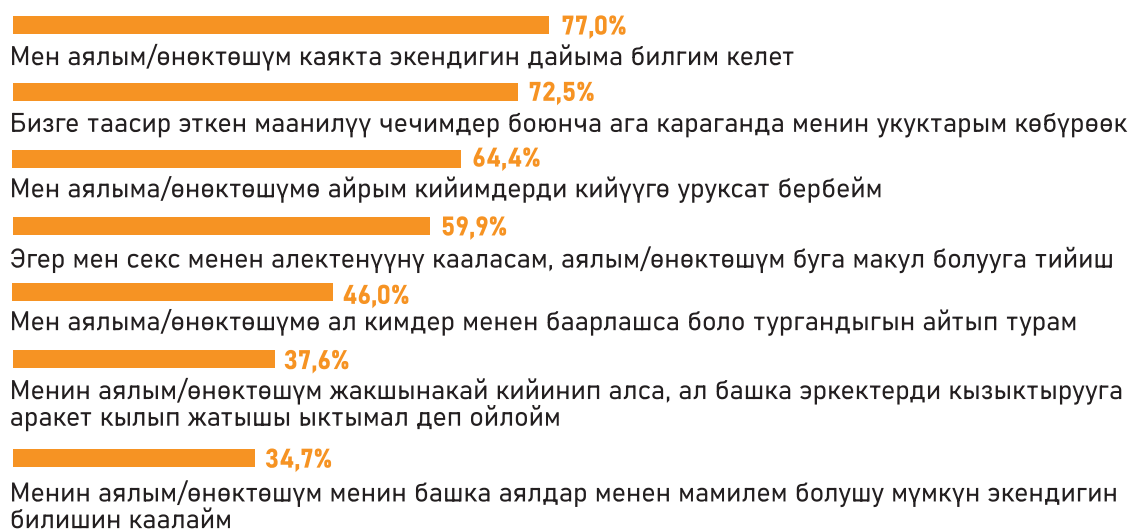 77,0%
Мен аялым/өнөктөшүм каякта экендигин дайыма билгим келет
72,5%
Бизге таасир эткен маанилүү чечимдер боюнча ага караганда менин укуктарым көбүрөөк
64,4%
Мен аялыма/өнөктөшүмө айрым кийимдерди кийүүгө уруксат бербейм
59,9%
Эгер мен секс менен алектенүүнү кааласам, аялым/өнөктөшүм буга макул болууга тийиш
46,0%
Мен аялыма/өнөктөшүмө ал кимдер менен баарлашса боло тургандыгын айтып турам
37,6%
Менин аялым/өнөктөшүм жакшынакай кийинип алса, ал башка эркектерди кызыктырууга
аракет кылып жатышы ыктымал деп ойлойм
34,7%
Менин аялым/өнөктөшүм менин башка аялдар менен мамилем болушу мүмкүн экендигин
билишин каалайм